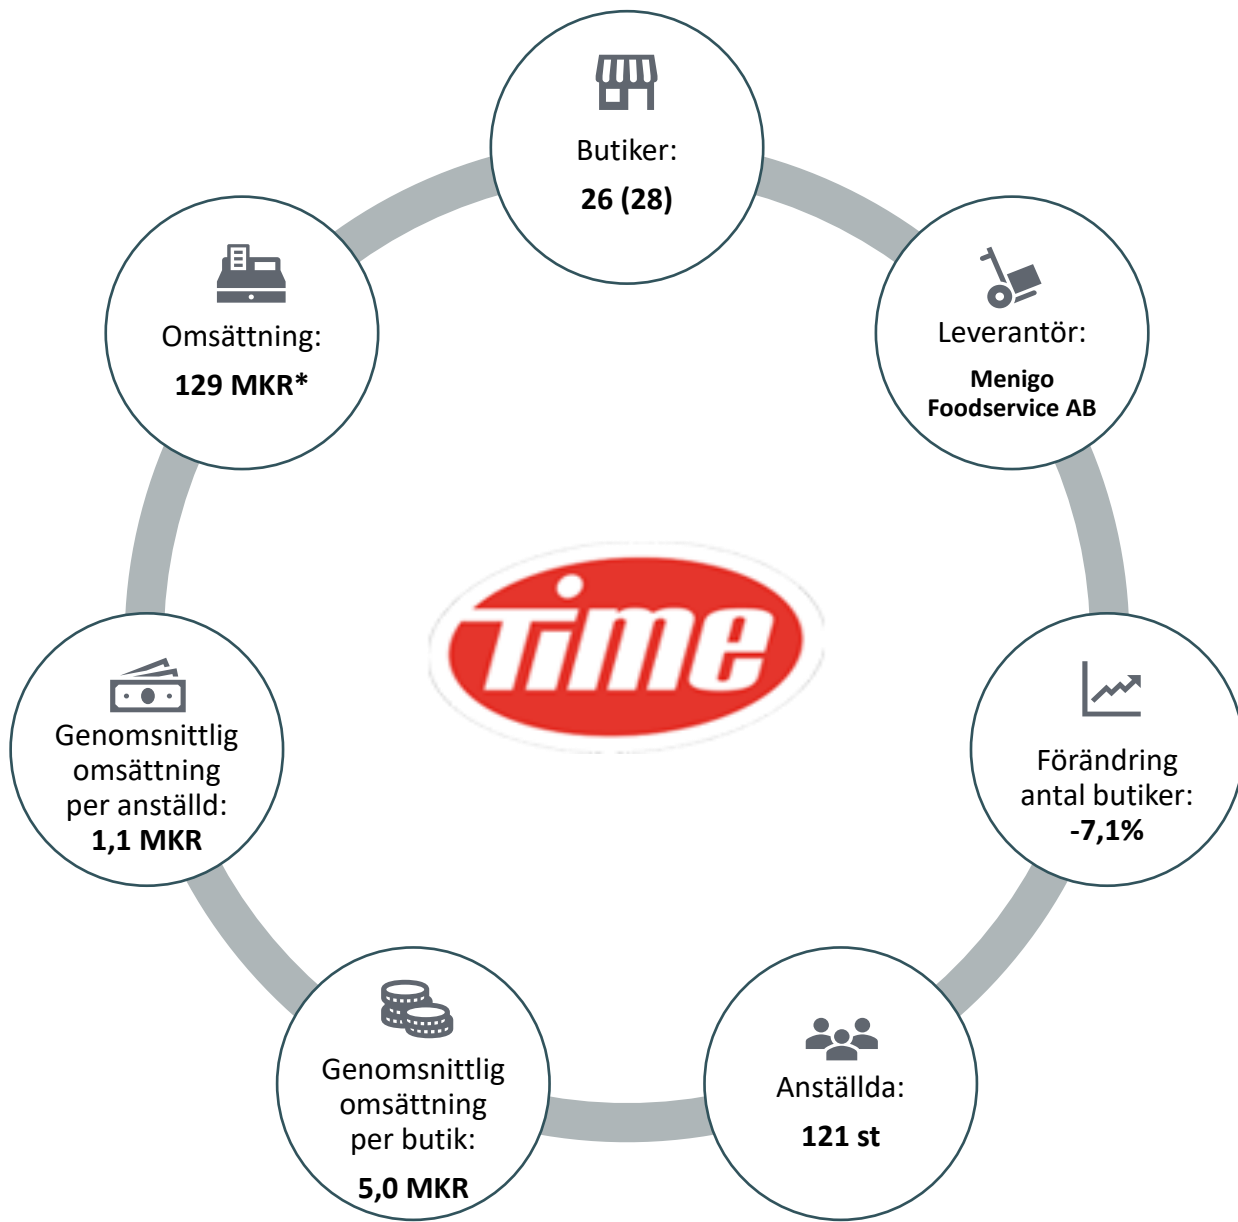 Butiker:
26 (28)
Leverantör:
Menigo
Foodservice AB
Förändring
antal butiker:
-7,1%
Anställda:
121 st
Genomsnittlig
omsättning
per butik:
5,0 MKR
Genomsnittlig
omsättning
per anställd:
1,1 MKR
Omsättning:
129 MKR*
Time